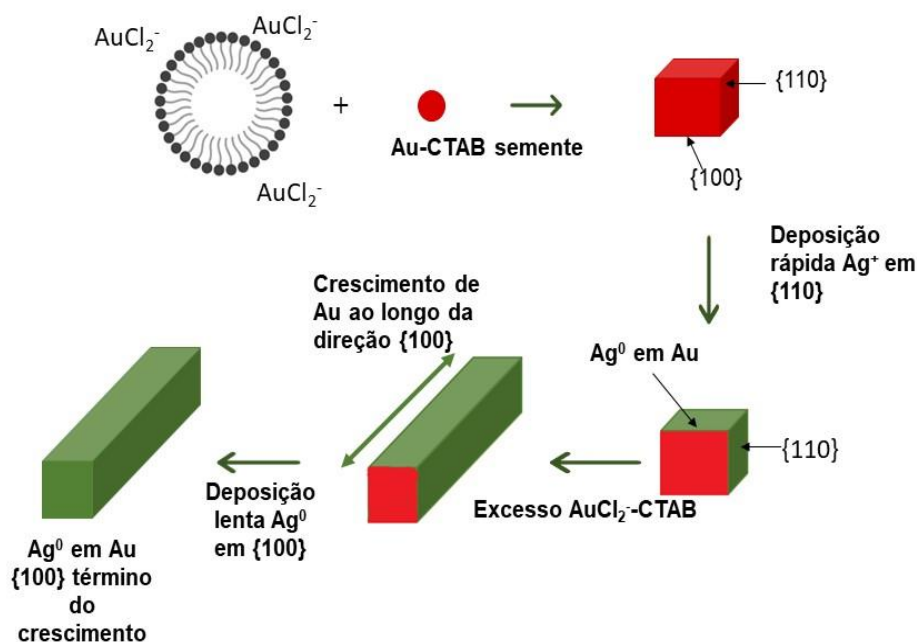 AuCl₂⁻
AuCl₂⁻
AuCl₂⁻
+
Au-CTAB semente
{110}
{100}
Deposição
rápida Ag⁺ em
{110}
Ag⁰ em Au
{110}
Excesso AuCl₂⁻-CTAB
Crescimento de
Au ao longo da
direção {100}
Deposição
lenta Ag⁰
em {100}
Ag⁰ em Au
{100} término
do
crescimento